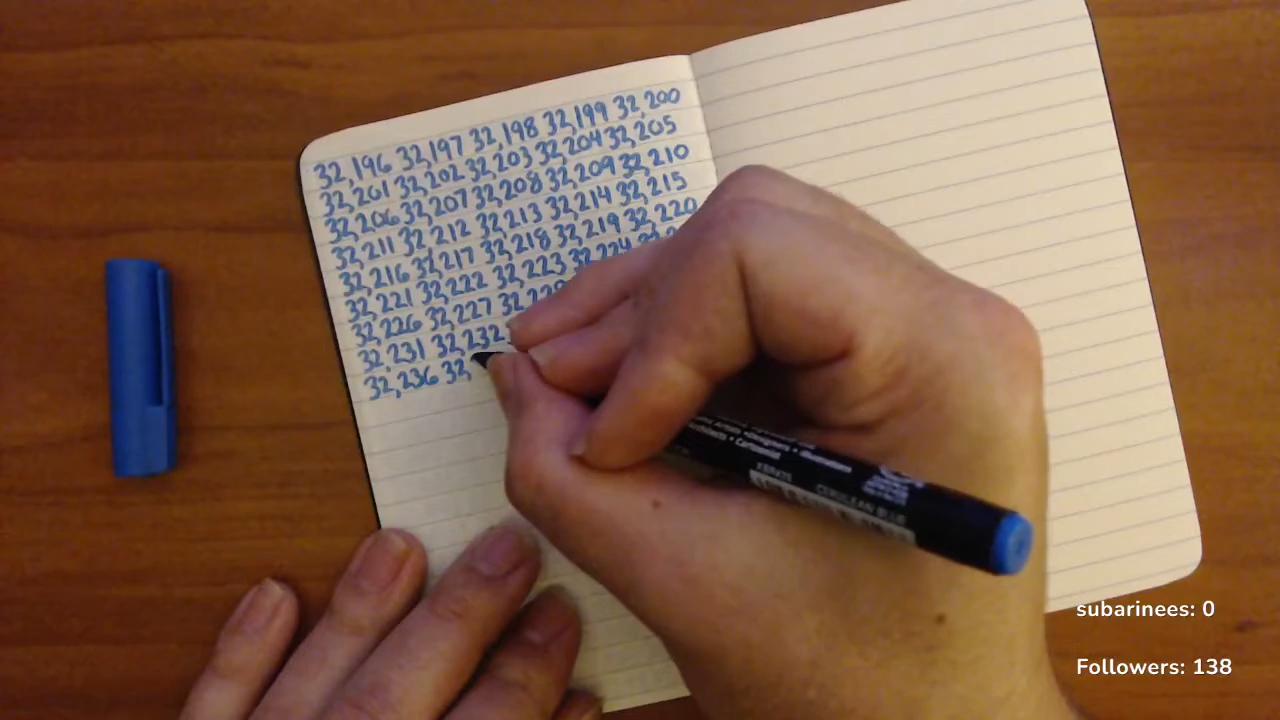 32,196 32,197 32,198 32,199 32,200
32,201 32,202 32,203 32,204 32,205
32,206 32,207 32,208 32,209 32,210
32,211 32,212 32,213 32,214 32,215
32,216 32,217 32,218 32,219 32,220
32,221 32,222 32,223 32,224
32,226 32,227
32,231 32,232
32,236 32,
CERULEAN BLUE
subarinees: 0
Followers: 138